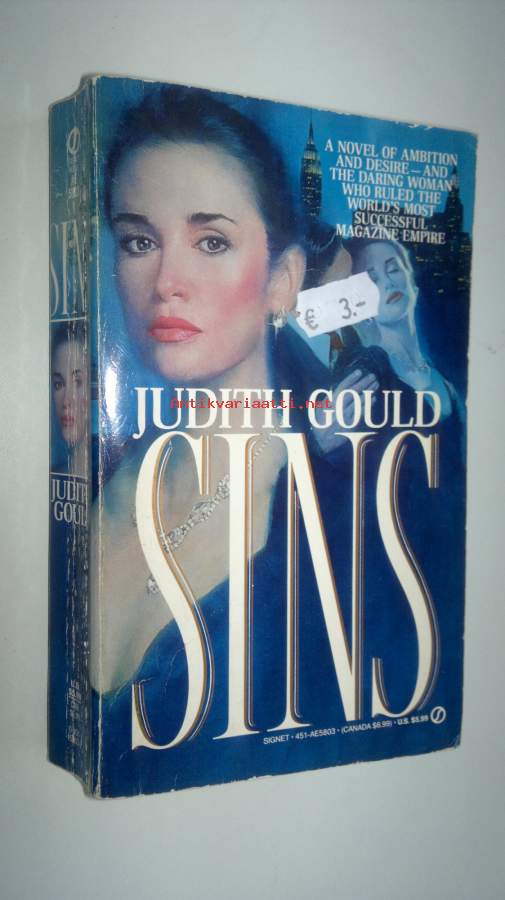 A NOVEL OF AMBITION
AND DESIRE—AND
THE DARING WOMAN
WHO RULED THE
WORLD'S MOST
SUCCESSFUL
MAGAZINE EMPIRE
€ 3.-
JUDITH GOULD
Antikvariaatti.net
SINS
SIGNET • 451-AE5803 • (CANADA $6.99) • U.S. $5.99
SINS
JUDITH
GOULD